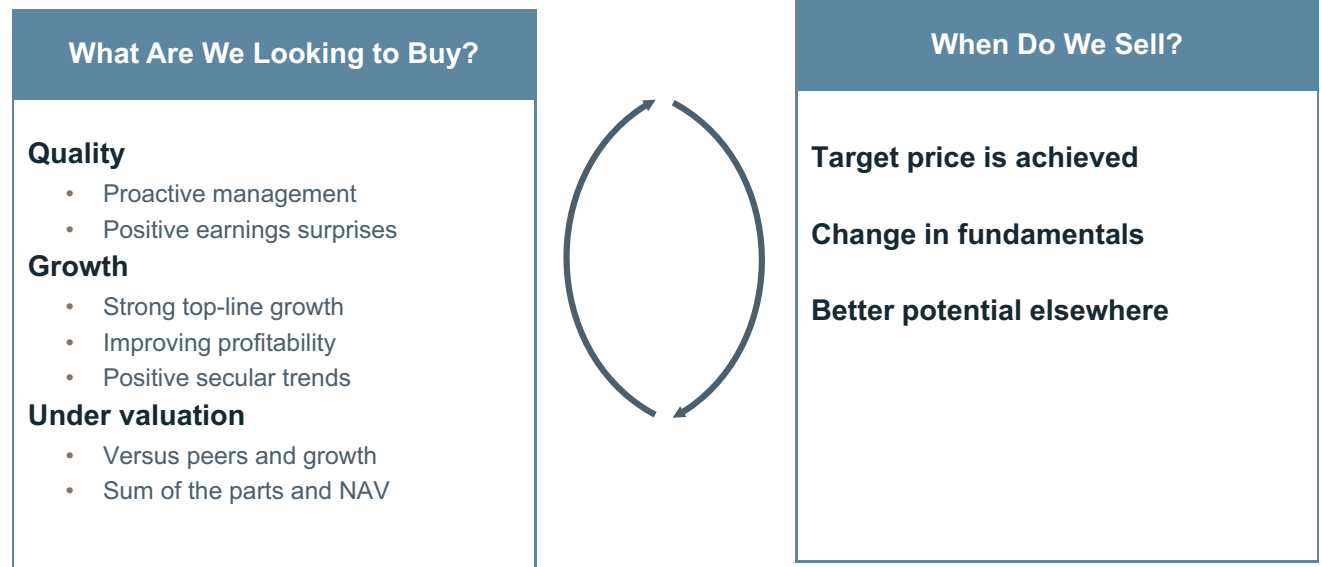 What Are We Looking to Buy?
Quality
• Proactive management
• Positive earnings surprises
Growth
• Strong top-line growth
• Improving profitability
• Positive secular trends
Under valuation
• Versus peers and growth
• Sum of the parts and NAV
When Do We Sell?
Target price is achieved
Change in fundamentals
Better potential elsewhere